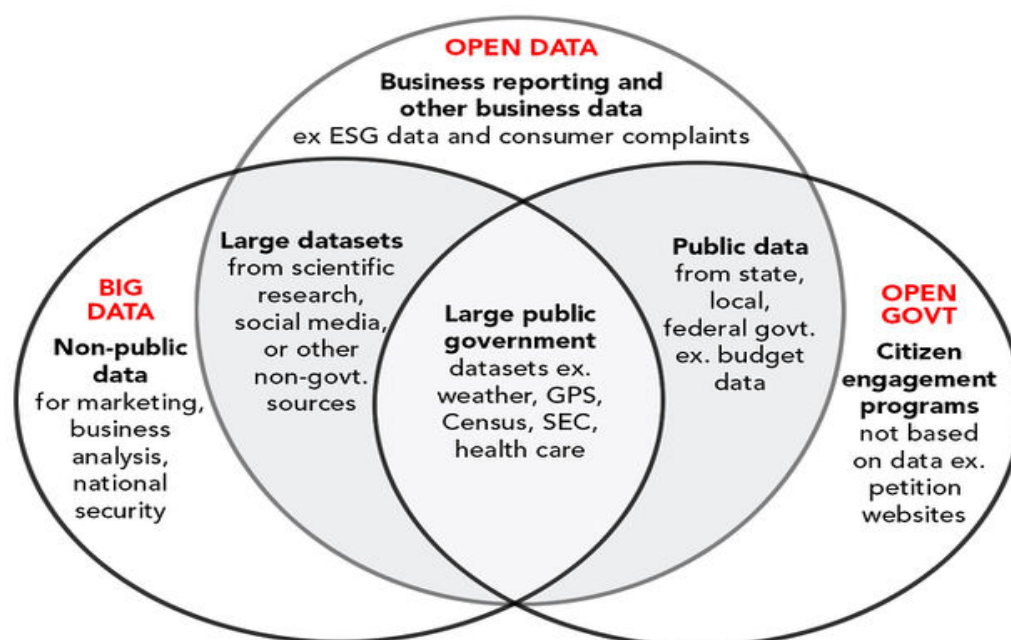 OPEN DATA
Business reporting and
other business data
ex ESG data and consumer complaints
Large datasets
from scientific
research,
social media,
or other
non-govt.
sources
Public data
from state,
local,
federal govt.
ex. budget
data
BIG
DATA
Non-public
data
for marketing,
business
analysis,
national
security
Large public
government
datasets ex.
weather, GPS,
Census, SEC,
health care
OPEN
GOVT
Citizen
engagement
programs
not based
on data ex.
petition
websites